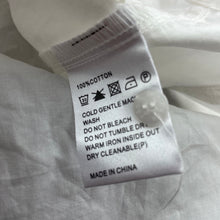 100%COTTON
COLD GENTLE MAC
WASH
DO NOT BLEACH
DO NOT TUMBLE DRY
WARM IRON INSIDE OUT
DRY CLEANABLE(P)
MADE IN CHINA